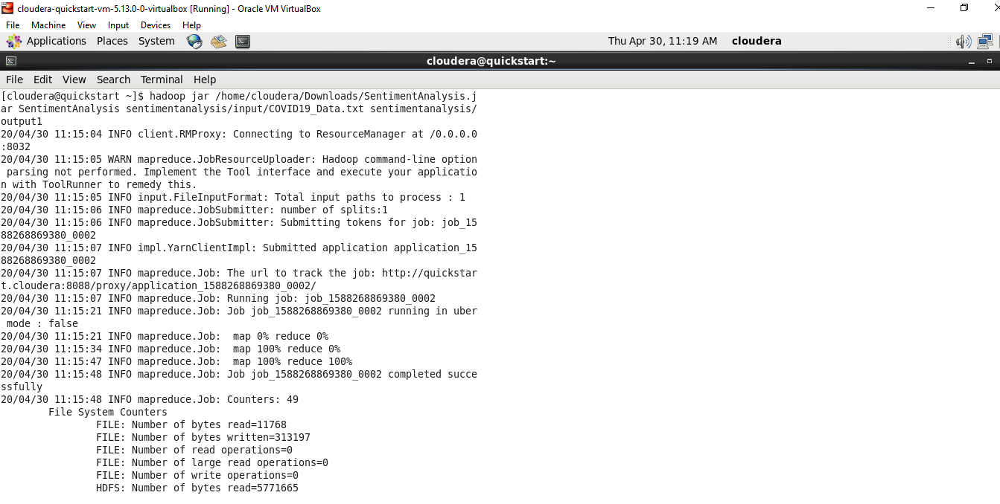 cloudera-quickstart-vm-5.13.0-0-virtualbox [Running] - Oracle VM VirtualBox
File Machine View Input Devices Help
Applications Places System Thu Apr 30, 11:19 AM cloudera
cloudera@quickstart:~
File Edit View Search Terminal Help
[cloudera@quickstart ~]$ hadoop jar /home/cloudera/Downloads/SentimentAnalysis.j
ar SentimentAnalysis sentimentanalysis/input/COVID19_Data.txt sentimentanalysis/
output1
20/04/30 11:15:04 INFO client.RMProxy: Connecting to ResourceManager at /0.0.0.0
:8032
20/04/30 11:15:05 WARN mapreduce.JobResourceUploader: Hadoop command-line option
 parsing not performed. Implement the Tool interface and execute your applicatio
n with ToolRunner to remedy this.
20/04/30 11:15:05 INFO input.FileInputFormat: Total input paths to process : 1
20/04/30 11:15:06 INFO mapreduce.JobSubmitter: number of splits:1
20/04/30 11:15:06 INFO mapreduce.JobSubmitter: Submitting tokens for job: job_15
88268869380_0002
20/04/30 11:15:07 INFO impl.YarnClientImpl: Submitted application application_15
88268869380_0002
20/04/30 11:15:07 INFO mapreduce.Job: The url to track the job: http://quickstar
t.cloudera:8088/proxy/application_1588268869380_0002/
20/04/30 11:15:07 INFO mapreduce.Job: Running job: job_1588268869380_0002
20/04/30 11:15:21 INFO mapreduce.Job: Job job_1588268869380_0002 running in uber
 mode : false
20/04/30 11:15:21 INFO mapreduce.Job:  map 0% reduce 0%
20/04/30 11:15:34 INFO mapreduce.Job:  map 100% reduce 0%
20/04/30 11:15:47 INFO mapreduce.Job:  map 100% reduce 100%
20/04/30 11:15:48 INFO mapreduce.Job: Job job_1588268869380_0002 completed succe
ssfully
20/04/30 11:15:48 INFO mapreduce.Job: Counters: 49
File System Counters
FILE: Number of bytes read=11768
FILE: Number of bytes written=313197
FILE: Number of read operations=0
FILE: Number of large read operations=0
FILE: Number of write operations=0
HDFS: Number of bytes read=5771665